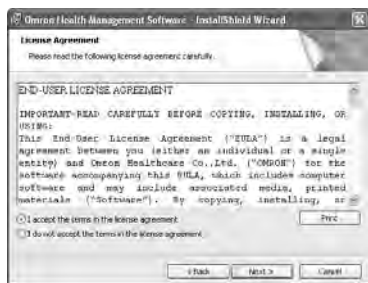 Omron Health Management Software - InstallShield Wizard
License Agreement
Please read the following license agreement carefully.
END-USER LICENSE AGREEMENT
IMPORTANT-READ CAREFULLY BEFORE COPYING, INSTALLING, OR
USING:
This End-User License Agreement ("EULA") is a legal
agreement between you (either an individual or a single
entity) and Omron Healthcare Co.,Ltd. ("OMRON") for the
software accompanying this EULA, which includes computer
software and may include associated media, printed
materials ("Software"). By copying, installing, or
I accept the terms in the license agreement
Print
I do not accept the terms in the license agreement
< Back
Next >
Cancel